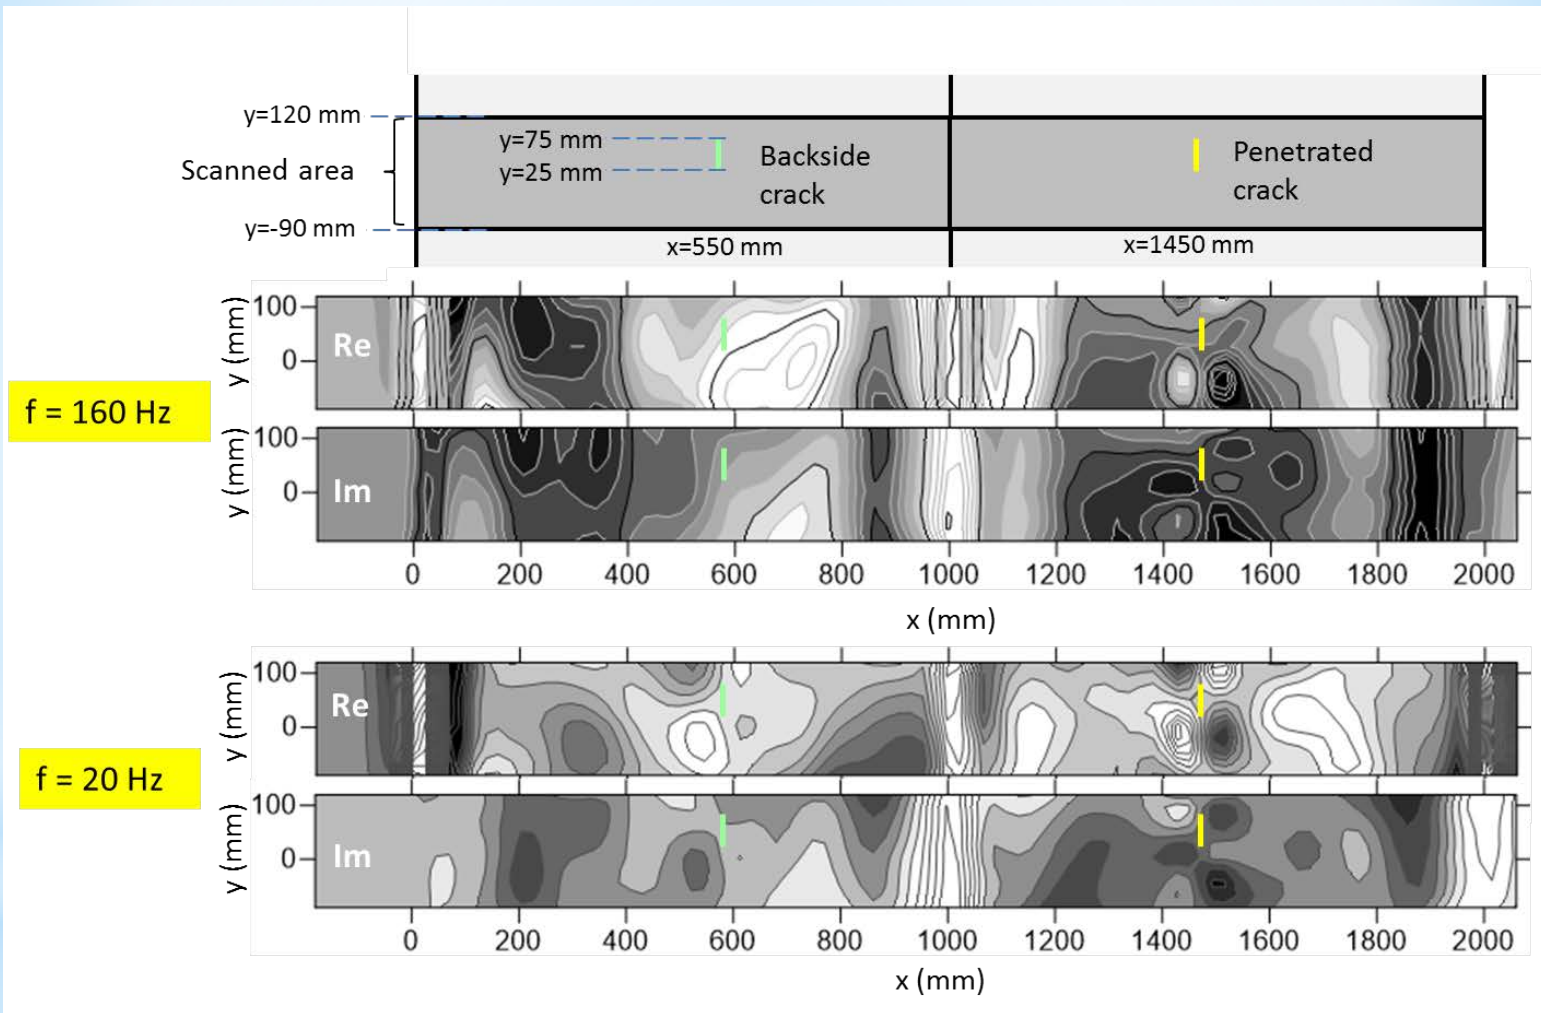 y=120 mm
Scanned area
y=-90 mm
y=75 mm
y=25 mm
Backside
crack
Penetrated
crack
x=550 mm
x=1450 mm
f = 160 Hz
y (mm)
100
0
Re
y (mm)
100
0
Im
0 200 400 600 800 1000 1200 1400 1600 1800 2000
x (mm)
f = 20 Hz
y (mm)
100
0
Re
y (mm)
100
0
Im
0 200 400 600 800 1000 1200 1400 1600 1800 2000
x (mm)